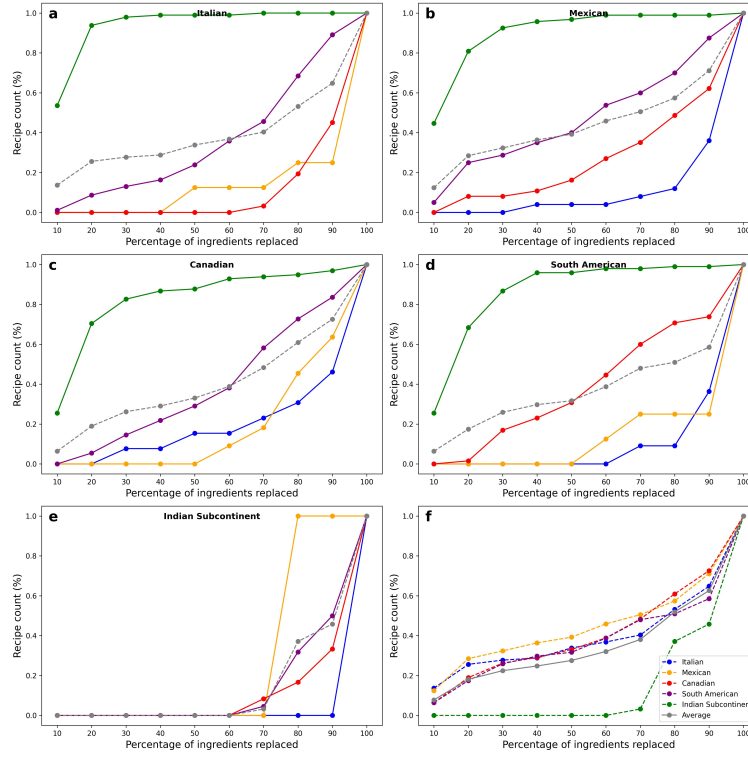 a
Italian
Recipe count (%)
1.0
0.8
0.6
0.4
0.2
0.0
10 20 30 40 50 60 70 80 90 100
Percentage of ingredients replaced
b
Mexican
Recipe count (%)
1.0
0.8
0.6
0.4
0.2
0.0
10 20 30 40 50 60 70 80 90 100
Percentage of ingredients replaced
c
Canadian
Recipe count (%)
1.0
0.8
0.6
0.4
0.2
0.0
10 20 30 40 50 60 70 80 90 100
Percentage of ingredients replaced
d
South American
Recipe count (%)
1.0
0.8
0.6
0.4
0.2
0.0
10 20 30 40 50 60 70 80 90 100
Percentage of ingredients replaced
e
Indian Subcontinent
Recipe count (%)
1.0
0.8
0.6
0.4
0.2
0.0
10 20 30 40 50 60 70 80 90 100
Percentage of ingredients replaced
f
Recipe count (%)
1.0
0.8
0.6
0.4
0.2
0.0
10 20 30 40 50 60 70 80 90 100
Percentage of ingredients replaced
Italian
Mexican
Canadian
South American
Indian Subcontinen
Average